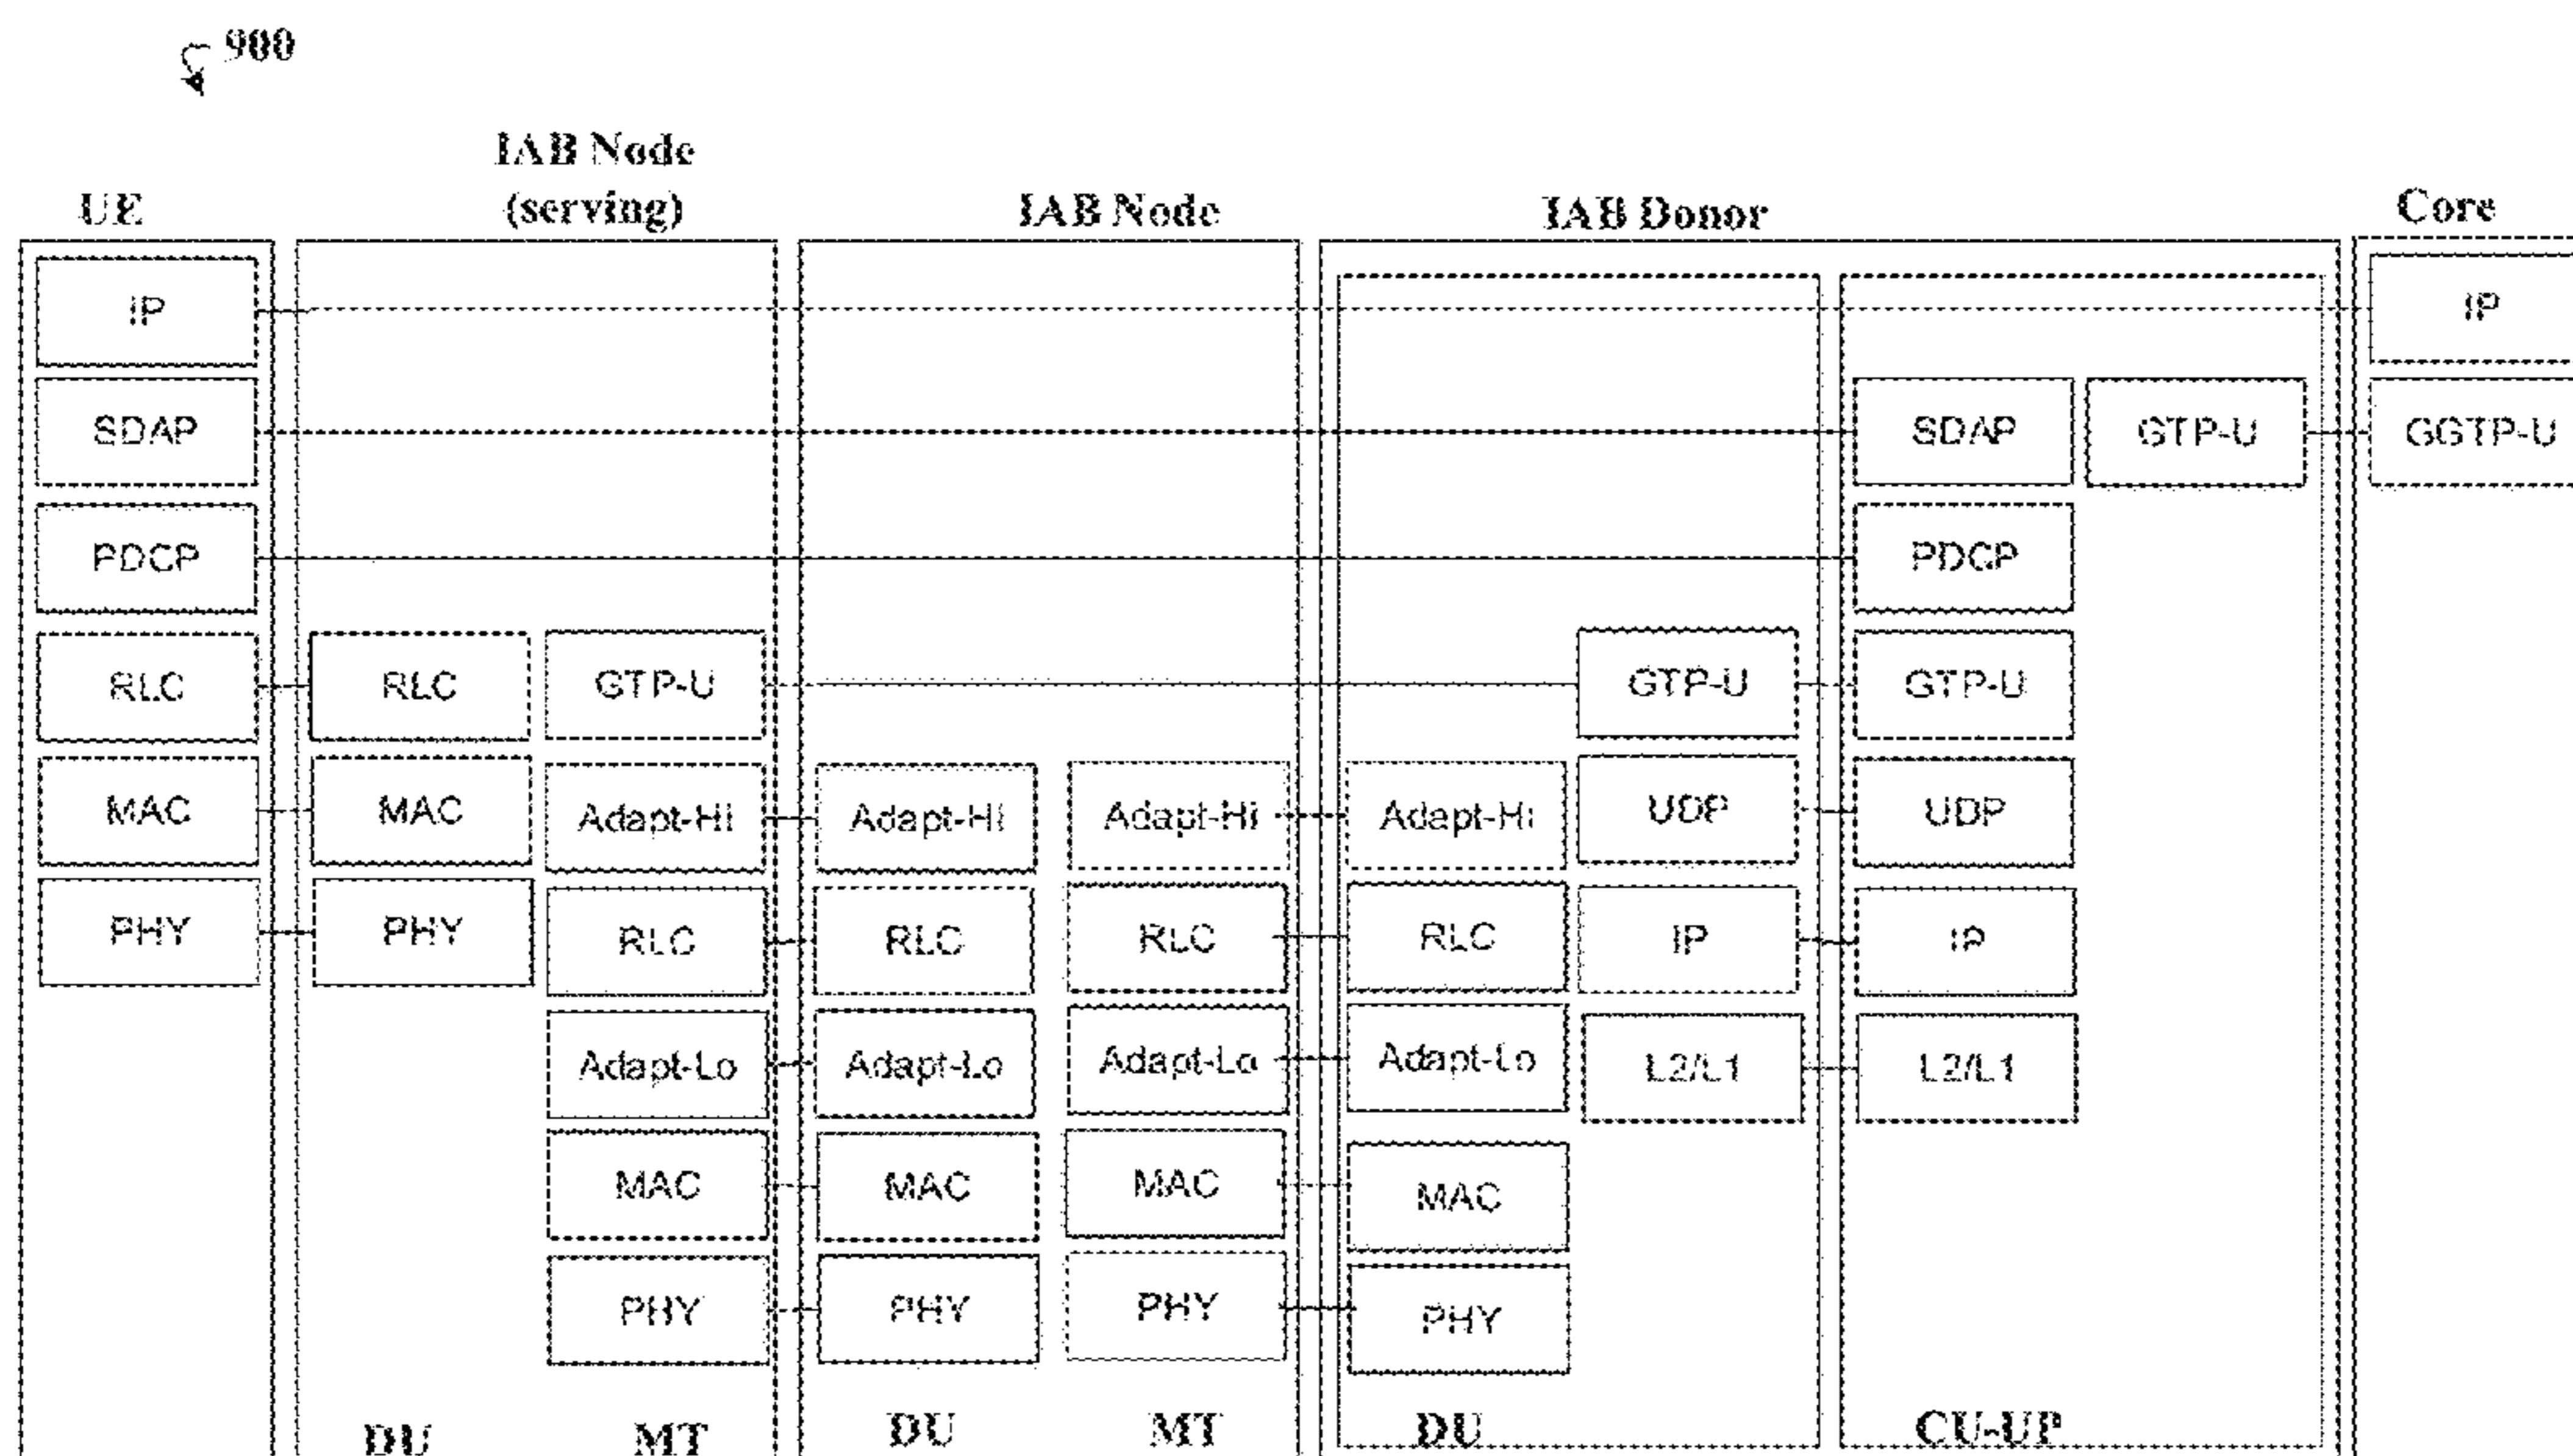 900
IAB Node
(serving)
UE
IAB Node
IAB Donor
Core
IP
IP
SDAP
SDAP
GTP-U
GGTP-U
PDCP
PDCP
RLC
RLC
GTP-U
GTP-U
GTP-U
MAC
MAC
Adapt-Hi
Adapt-Hi
Adapt-Hi
Adapt-Hi
UDP
UDP
PHY
PHY
RLC
RLC
RLC
RLC
IP
IP
Adapt-Lo
Adapt-Lo
Adapt-Lo
Adapt-Lo
L2/L1
L2/L1
MAC
MAC
MAC
MAC
PHY
PHY
PHY
PHY
DU
MT
DU
MT
DU
CU-UP